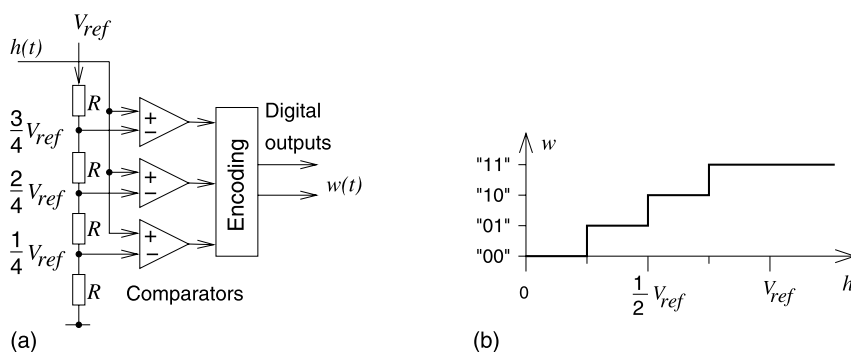 V_ref
h(t)
R
+
−
3/4 V_ref
R
+
−
2/4 V_ref
R
+
−
1/4 V_ref
R
Encoding
Digital
outputs
w(t)
Comparators
(a)
w
"11"
"10"
"01"
"00"
0
1/2 V_ref
V_ref
h
(b)